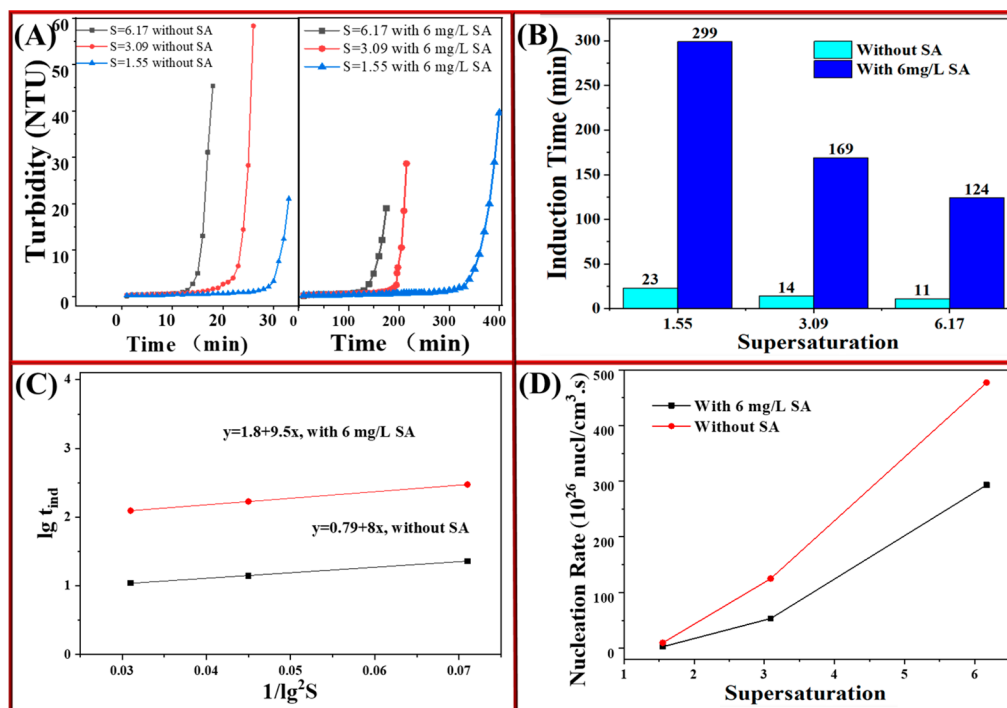 (A)
S=6.17 without SA
S=3.09 without SA
S=1.55 without SA
S=6.17 with 6 mg/L SA
S=3.09 with 6 mg/L SA
S=1.55 with 6 mg/L SA
Turbidity (NTU)
60
50
40
30
20
10
0
0 10 20 30
0 100 200 300 400
Time (min)
Time (min)
(B)
Without SA
With 6mg/L SA
Induction Time (min)
300
250
200
150
100
50
0
299
169
124
23
14
11
1.55 3.09 6.17
Supersaturation
(C)
lg tind
4
3
2
1
0
y=1.8+9.5x, with 6 mg/L SA
y=0.79+8x, without SA
0.03 0.04 0.05 0.06 0.07
1/lg²S
(D)
With 6 mg/L SA
Without SA
Nucleation Rate (10²⁶ nucl/cm³.s)
500
400
300
200
100
0
1 2 3 4 5 6
Supersaturation